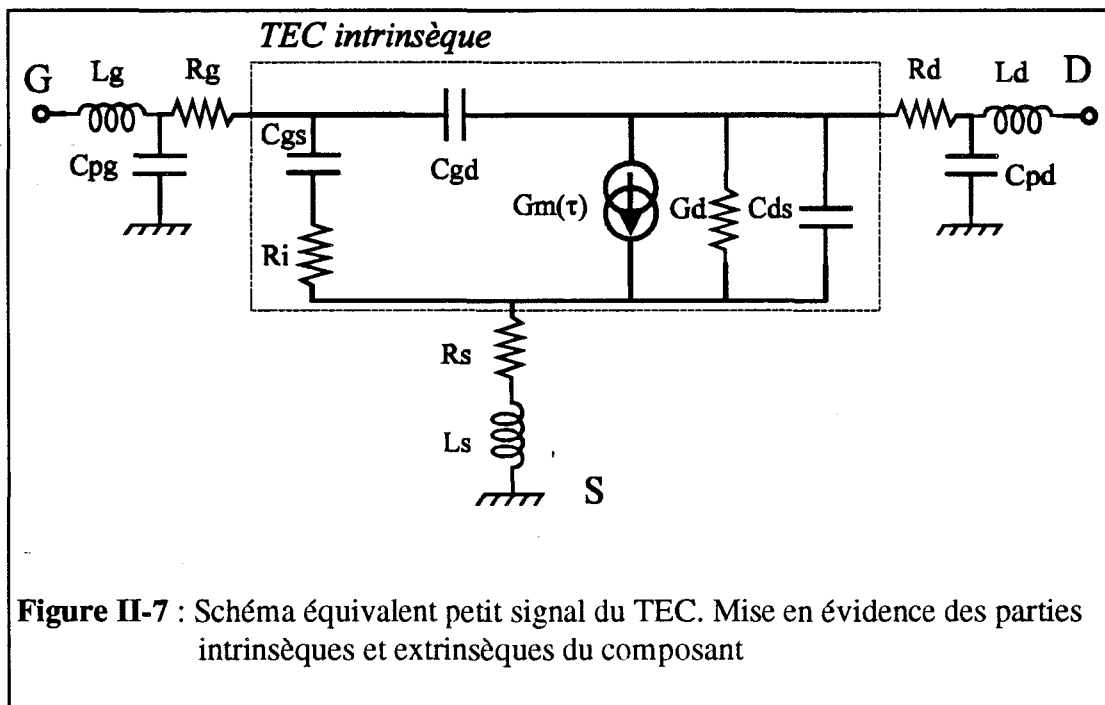 TEC intrinsèque
G
Lg
Rg
Rd
Ld
D
Cpg
Cgs
Cgd
Gm(τ)
Gd
Cds
Cpd
Ri
Rs
Ls
S
Figure II-7 : Schéma équivalent petit signal du TEC. Mise en évidence des parties
intrinsèques et extrinsèques du composant